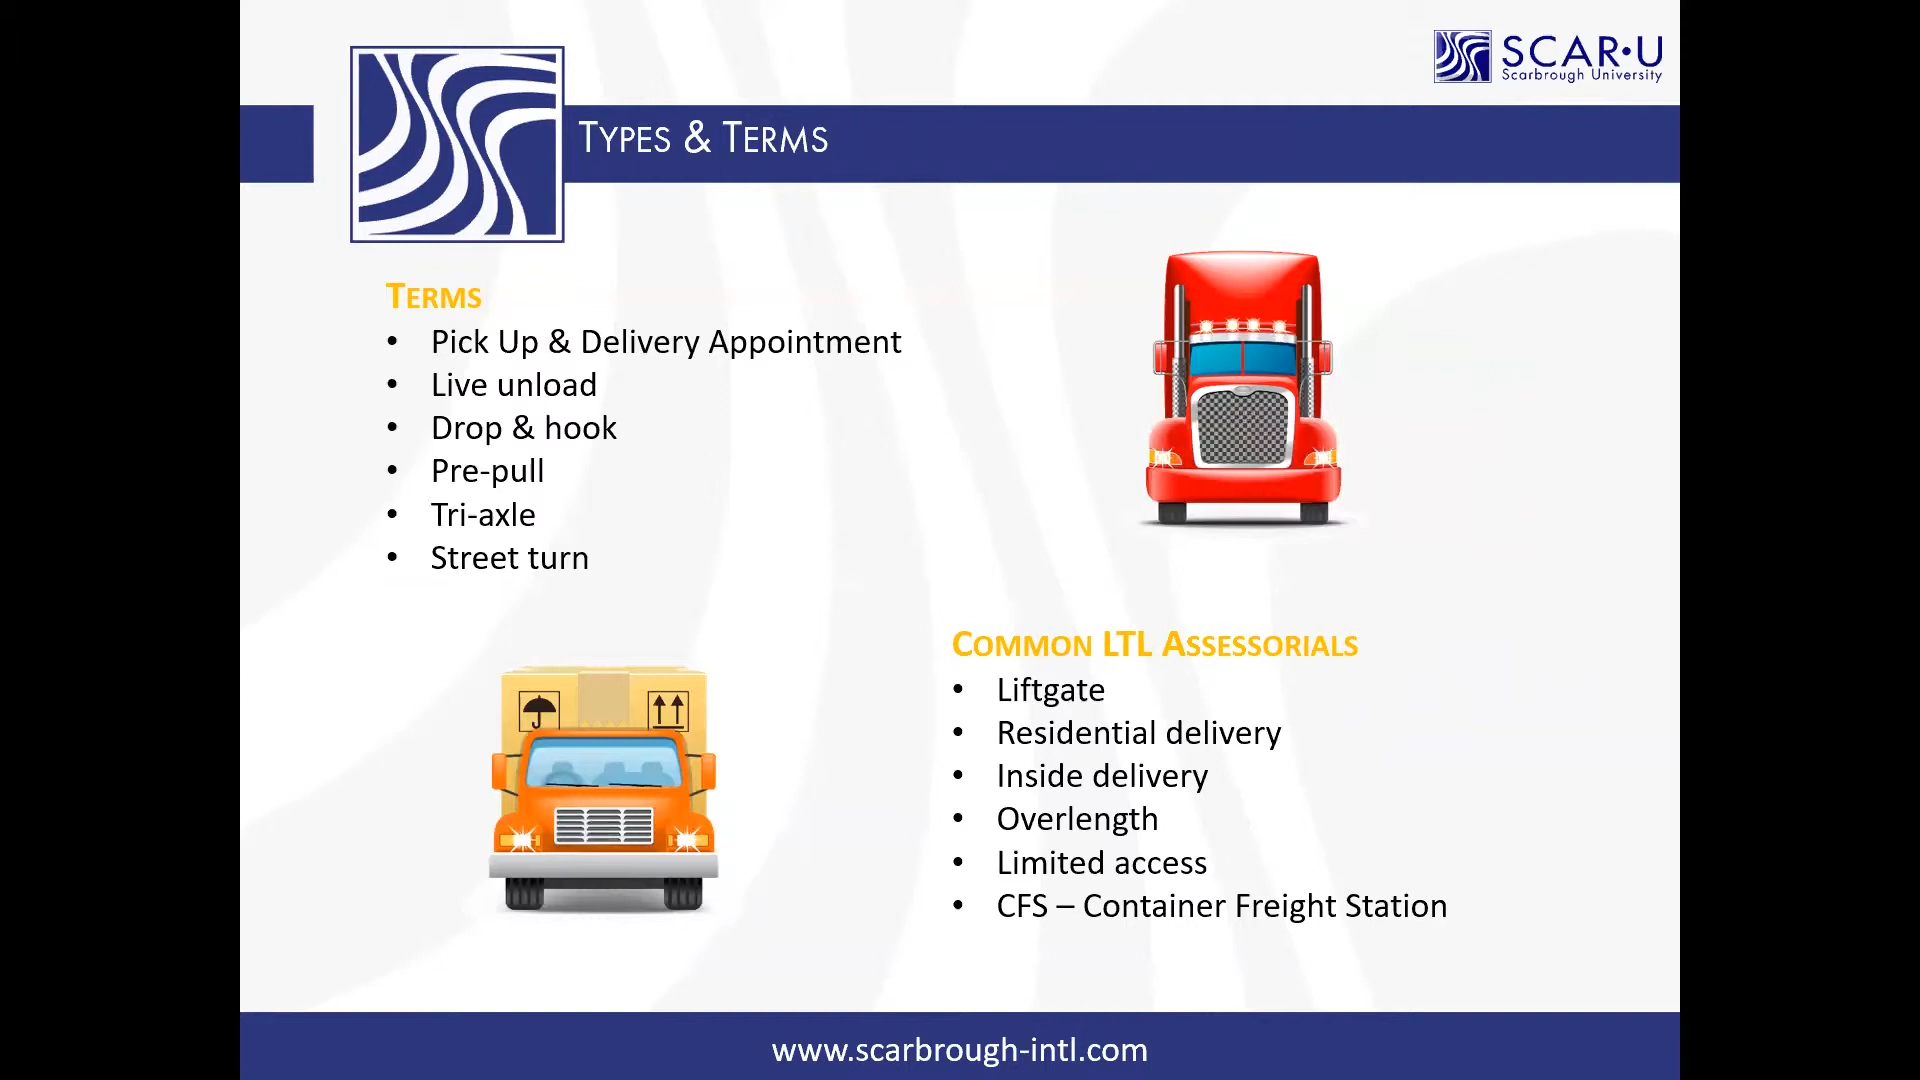 SCAR•U
Scarbrough University
TYPES & TERMS
TERMS
• Pick Up & Delivery Appointment
• Live unload
• Drop & hook
• Pre-pull
• Tri-axle
• Street turn
COMMON LTL ASSESSORIALS
• Liftgate
• Residential delivery
• Inside delivery
• Overlength
• Limited access
• CFS – Container Freight Station
www.scarbrough-intl.com